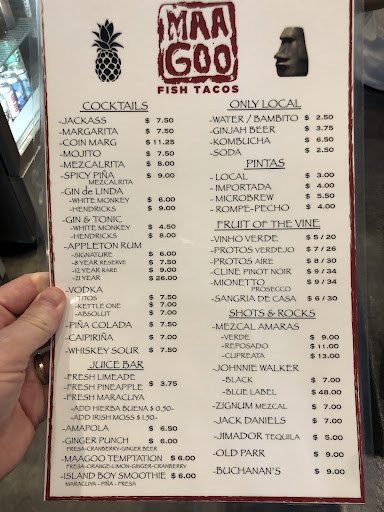 MAA
GOO
FISH TACOS
COCKTAILS
-JACKASS $ 7.50
-MARGARITA $ 7.50
-COIN MARG $ 11.25
-MOJITO $ 7.50
-MEZCALRITA $ 8.00
-SPICY PIÑA $ 9.00
MEZCALRITA
-GIN de LINDA
-WHITE MONKEY $ 6.00
-HENDRICKS $ 9.00
-GIN & TONIC
-WHITE MONKEY $ 4.50
-HENDRICKS $ 8.00
-APPLETON RUM
-SIGNATURE $ 6.00
-8 YEAR RESERVE $ 7.50
-12 YEAR RARE $ 9.00
-21 YEAR $ 26.00
-VODKA
-TITOS $ 7.50
-KETTLE ONE $ 7.00
-ABSOLUT $ 7.00
-PIÑA COLADA $ 7.50
-CAIPIRIÑA $ 7.00
-WHISKEY SOUR $ 7.50
JUICE BAR
-FRESH LIMEADE
-FRESH PINEAPPLE $ 3.75
-FRESH MARACUYA
-ADD HIERBA BUENA $ 0.50-
-ADD IRISH MOSS $ 1.50-
-AMAPOLA $ 6.50
-GINGER PUNCH $ 6.00
FRESA-CRANBERRY-GINGER BEER
-MAAGOO TEMPTATION $ 6.00
FRESA-ORANGE-LIMON-GINGER-CRANBERRY
-ISLAND BOY SMOOTHIE $ 6.00
MARACUYA - PIÑA - FRESA
ONLY LOCAL
-WATER / BAMBITO $ 2.50
-GINJAH BEER $ 3.75
-KOMBUCHA $ 6.50
-SODA $ 2.50
PINTAS
- LOCAL $ 3.00
- IMPORTADA $ 4.00
- MICROBREW $ 5.50
- ROMPE-PECHO $ 4.00
FRUIT OF THE VINE
-VINHO VERDE $ 5 / 20
-PROTOS VERDEJO $ 7 / 26
-PROTOS AÍRE $ 8 / 30
-CLINE PINOT NOIR $ 9 / 34
-MIONETTO $ 9 / 34
PROSECCO
-SANGRIA DE CASA $ 6 / 30
SHOTS & ROCKS
-MEZCAL AMARAS
-VERDE $ 9.00
-REPOSADO $ 11.00
-CUPREATA $ 13.00
-JOHNNIE WALKER
-BLACK $ 7.00
-BLUE LABEL $ 48.00
-ZIGNUM MEZCAL $ 7.00
-JACK DANIELS $ 7.00
-JIMADOR TEQUILA $ 5.00
-OLD PARR $ 9.00
-BUCHANAN'S $ 9.00